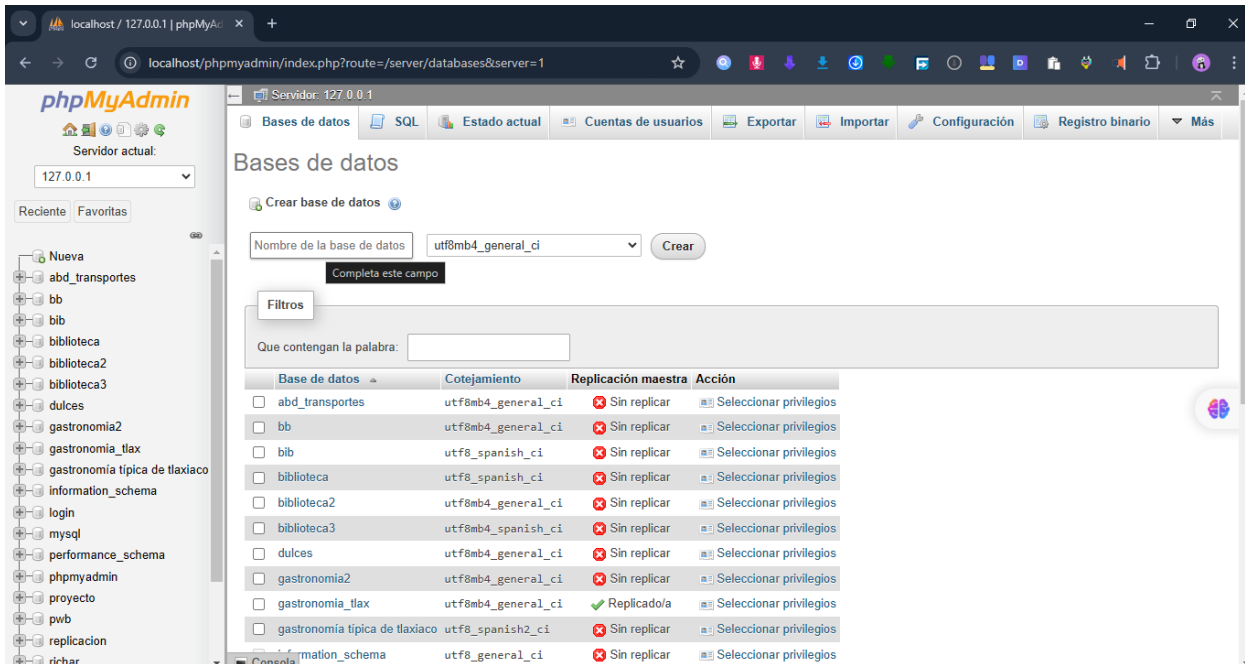 localhost / 127.0.0.1 | phpMyAd
localhost/phpmyadmin/index.php?route=/server/databases&server=1
phpMyAdmin
Servidor actual:
127.0.0.1
Reciente Favoritas
Nueva
abd_transportes
bb
bib
biblioteca
biblioteca2
biblioteca3
dulces
gastronomia2
gastronomia_tlax
gastronomía típica de tlaxiaco
information_schema
login
mysql
performance_schema
phpmyadmin
proyecto
pwb
replicacion
richar
Servidor: 127.0.0.1
Bases de datos SQL Estado actual Cuentas de usuarios Exportar Importar Configuración Registro binario Más
Bases de datos
Crear base de datos
Nombre de la base de datos utf8mb4_general_ci Crear
Completa este campo
Filtros
Que contengan la palabra:
Base de datos Cotejamiento Replicación maestra Acción
abd_transportes utf8mb4_general_ci Sin replicar Seleccionar privilegios
bb utf8mb4_general_ci Sin replicar Seleccionar privilegios
bib utf8_spanish_ci Sin replicar Seleccionar privilegios
biblioteca utf8_spanish_ci Sin replicar Seleccionar privilegios
biblioteca2 utf8mb4_general_ci Sin replicar Seleccionar privilegios
biblioteca3 utf8mb4_spanish_ci Sin replicar Seleccionar privilegios
dulces utf8mb4_general_ci Sin replicar Seleccionar privilegios
gastronomia2 utf8mb4_general_ci Sin replicar Seleccionar privilegios
gastronomia_tlax utf8mb4_general_ci Replicado/a Seleccionar privilegios
gastronomía típica de tlaxiaco utf8_spanish2_ci Sin replicar Seleccionar privilegios
information_schema utf8_general_ci Sin replicar Seleccionar privilegios
Consola